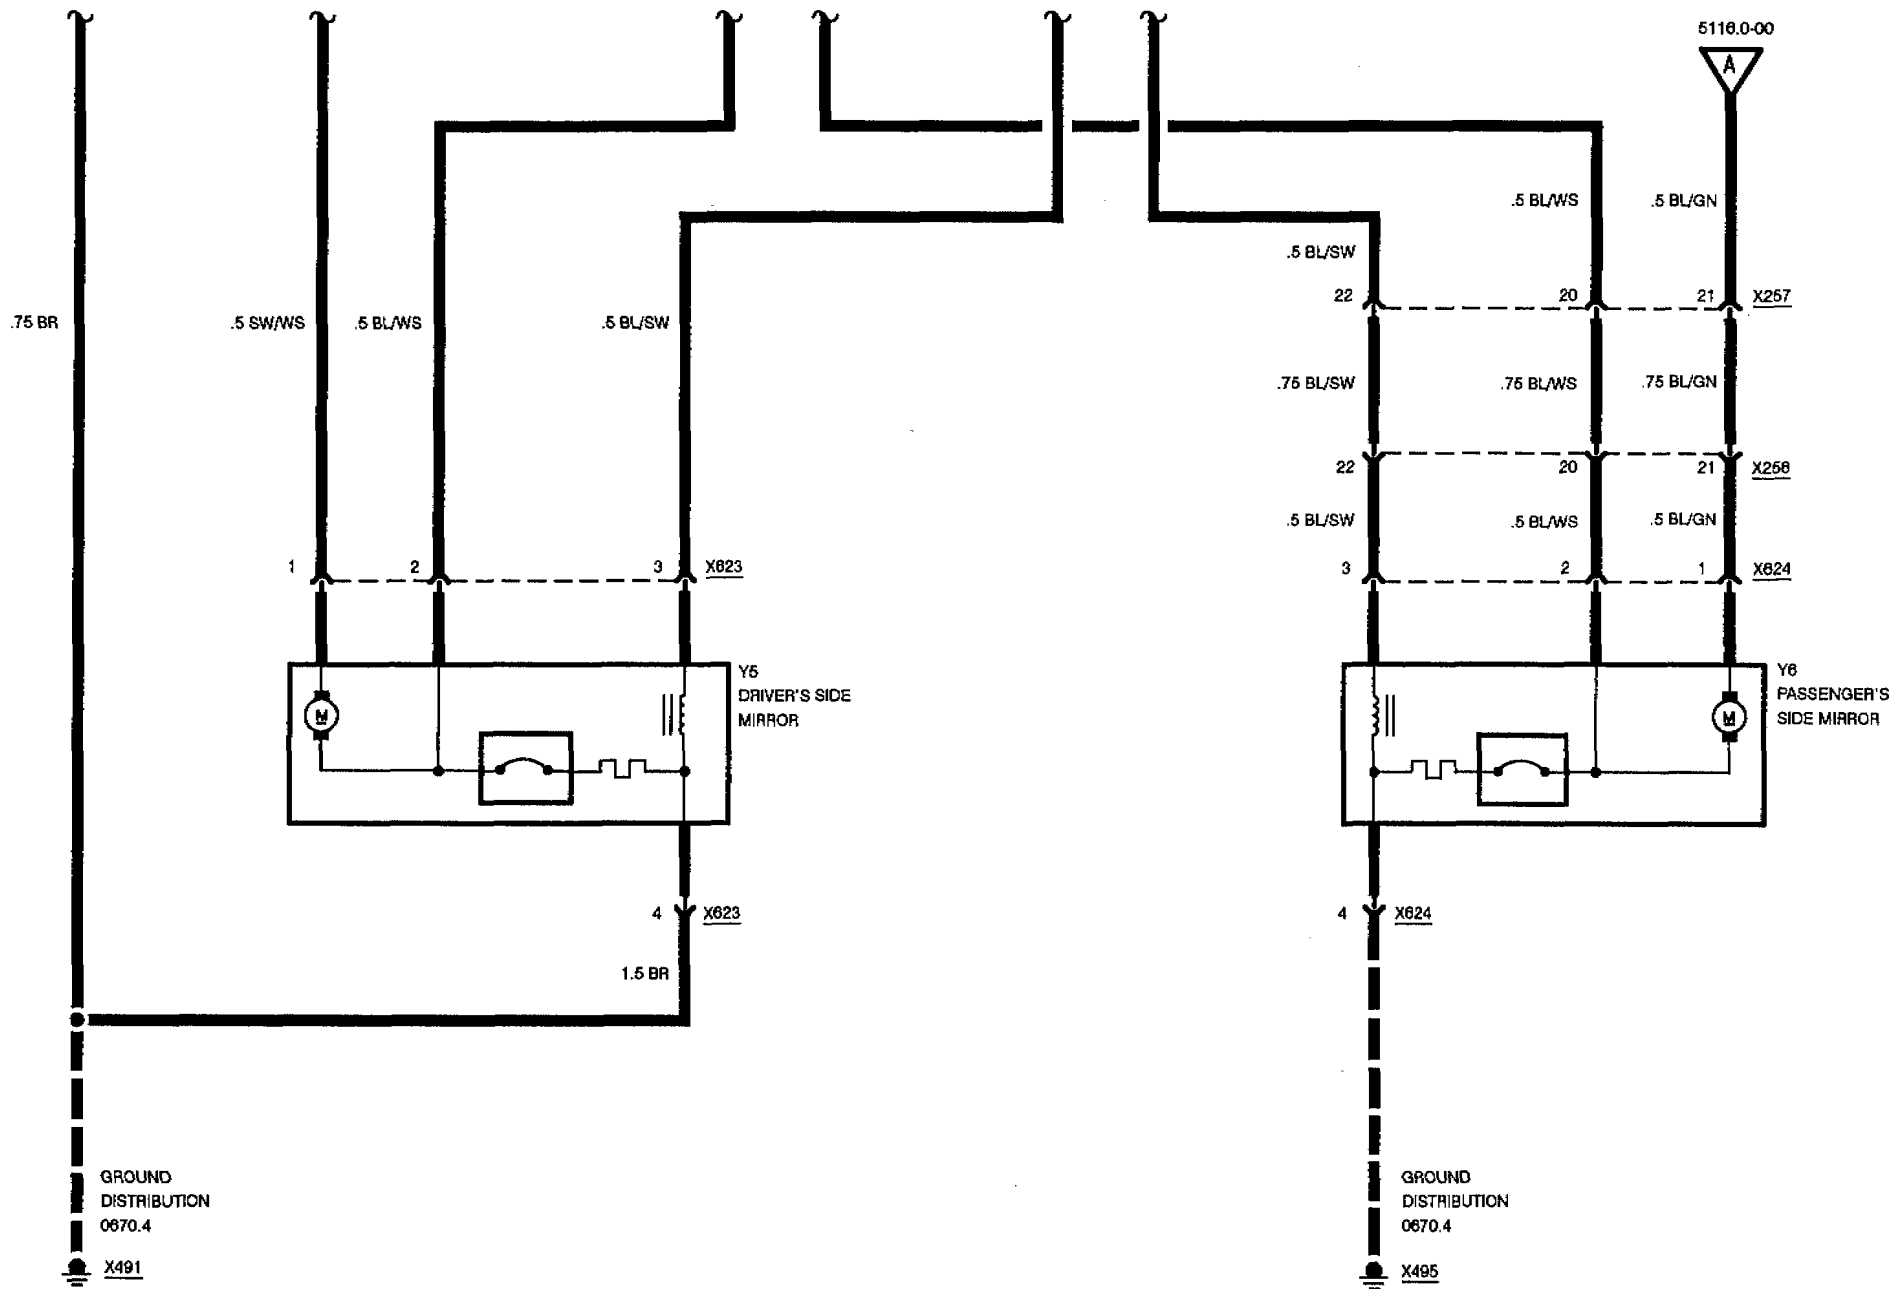 5116.0-00
A
.5 BL/WS
.5 BL/GN
.5 BL/SW
22
20
21
X257
.75 BR
.5 SW/WS
.5 BL/WS
.5 BL/SW
.75 BL/SW
.75 BL/WS
.75 BL/GN
22
20
21
X256
.5 BL/SW
.5 BL/WS
.5 BL/GN
1
2
3
X623
3
2
1
X624
Y5
DRIVER'S SIDE
MIRROR
M
Y6
PASSENGER'S
SIDE MIRROR
M
4
X623
4
X624
1.5 BR
GROUND
DISTRIBUTION
0670.4
X491
GROUND
DISTRIBUTION
0670.4
X495